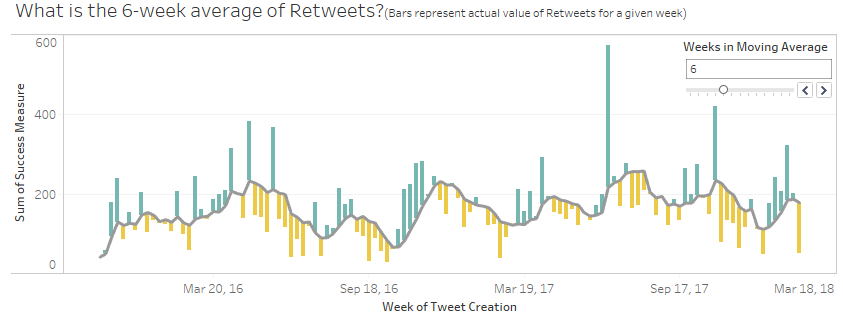 What is the 6-week average of Retweets?(Bars represent actual value of Retweets for a given week)
Weeks in Moving Average
6
600
400
200
0
Sum of Success Measure
Mar 20, 16
Sep 18, 16
Mar 19, 17
Sep 17, 17
Mar 18, 18
Week of Tweet Creation